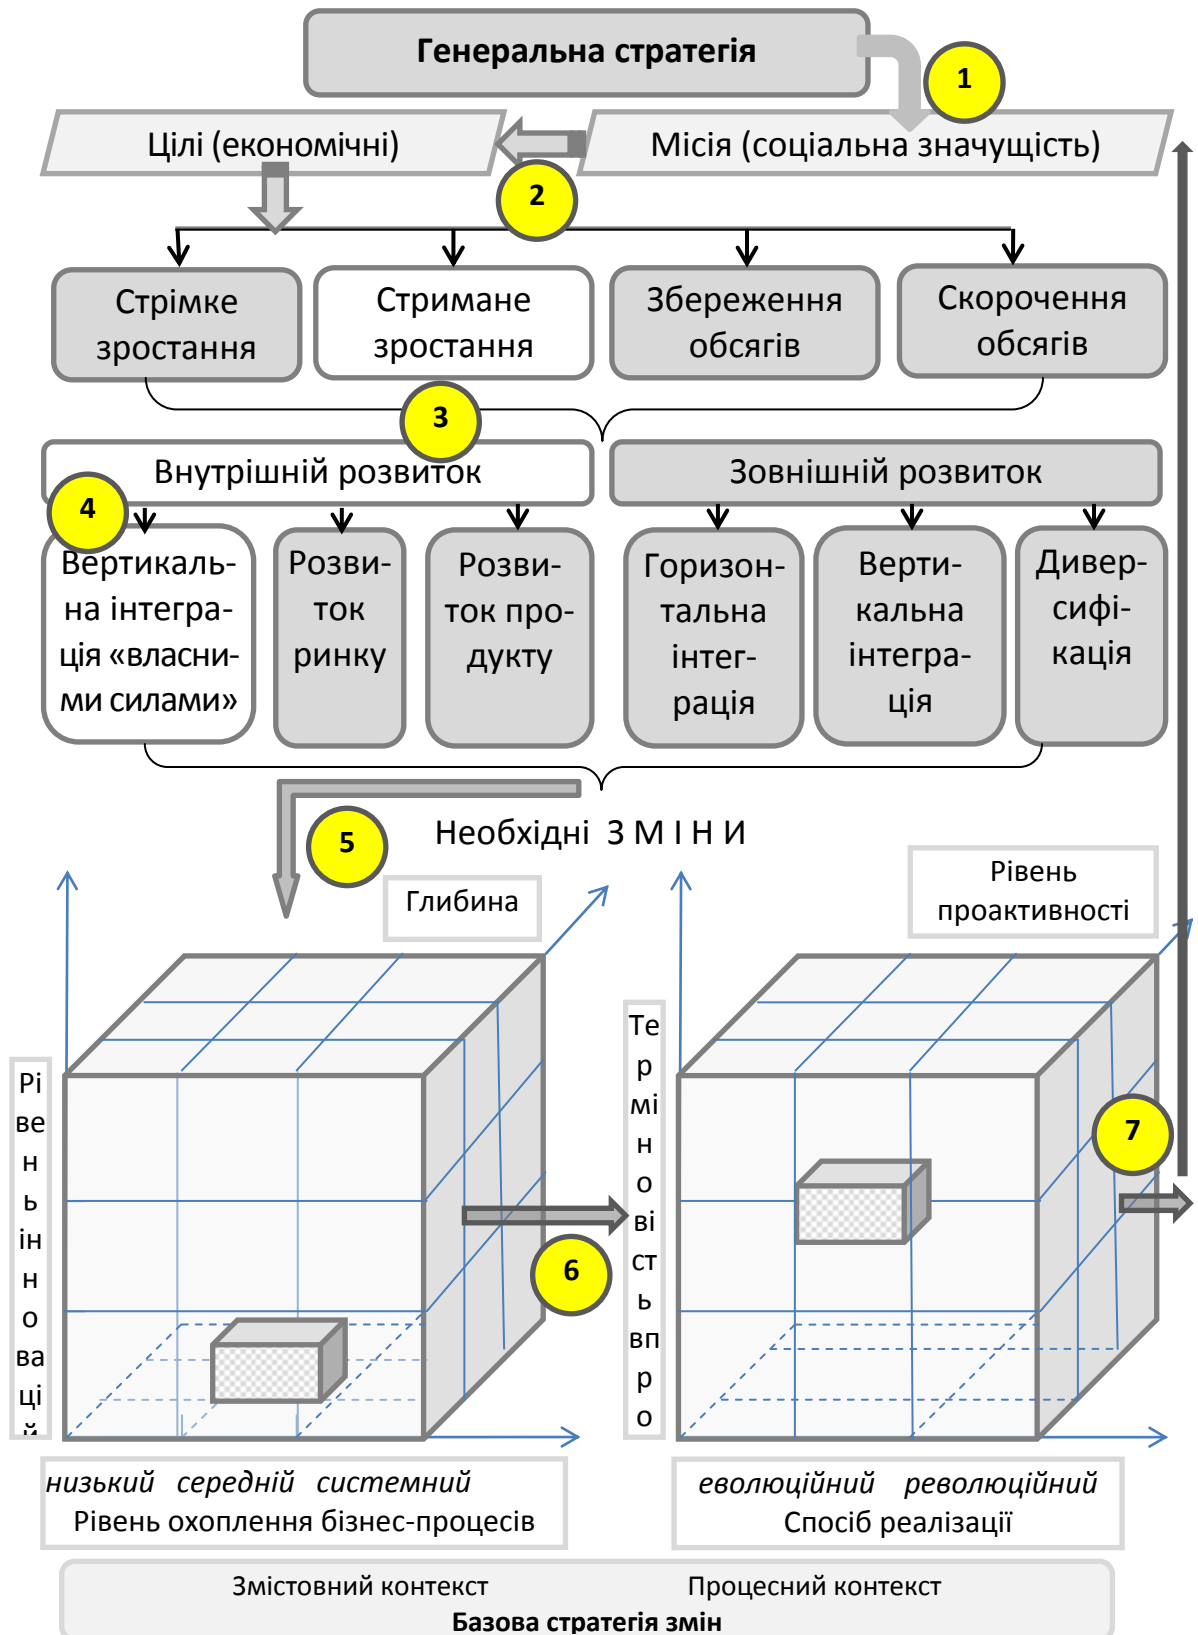 Генеральна стратегія
1
Цілі (економічні)
Місія (соціальна значущість)
2
Стрімке
зростання
Стримане
зростання
Збереження
обсягів
Скорочення
обсягів
3
Внутрішній розвиток
Зовнішній розвиток
4
Вертикаль-
на інтегра-
ція «власни-
ми силами»
Розви-
ток
ринку
Розви-
ток про-
дукту
Горизон-
тальна
інтег-
рація
Верти-
кальна
інтегра-
ція
Дивер-
сифі-
кація
5
Необхідні З М І Н И
Глибина
Рівень
проактивності
Рі
ве
н
ь
ін
н
о
ва
ці
й
Те
р
мі
н
о
ві
ст
ь
вп
р
о
6
7
низький середній системний
Рівень охоплення бізнес-процесів
еволюційний революційний
Спосіб реалізації
Змістовний контекст
Процесний контекст
Базова стратегія змін